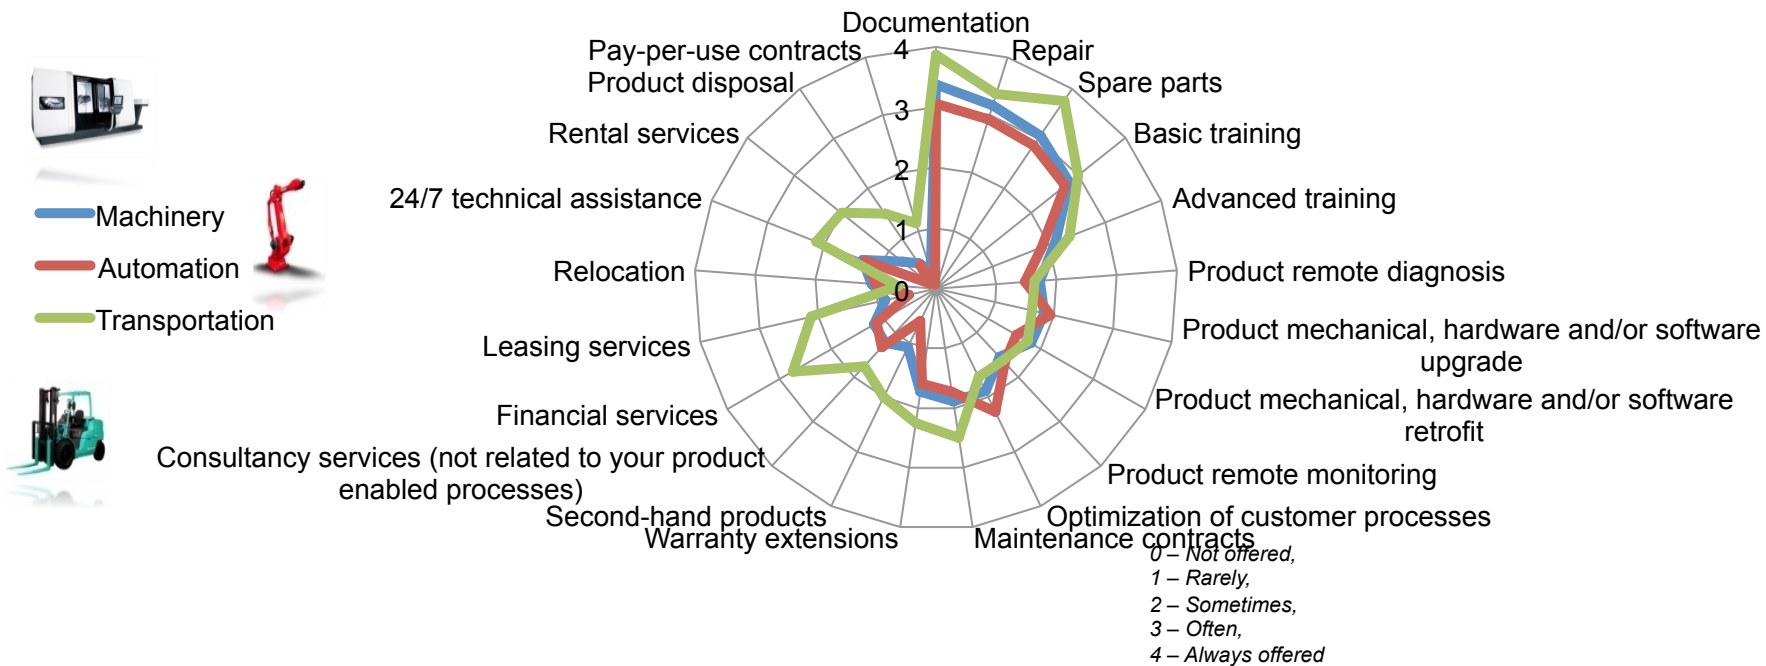 Documentation
Pay-per-use contracts
4
Repair
Product disposal
Spare parts
3
Rental services
Basic training
2
24/7 technical assistance
Advanced training
Machinery
1
Automation
Relocation
0
Product remote diagnosis
Transportation
Leasing services
Product mechanical, hardware and/or software
upgrade
Financial services
Product mechanical, hardware and/or software
retrofit
Consultancy services (not related to your product
enabled processes)
Product remote monitoring
Second-hand products
Optimization of customer processes
Warranty extensions
Maintenance contracts
0 – Not offered,
1 – Rarely,
2 – Sometimes,
3 – Often,
4 – Always offered